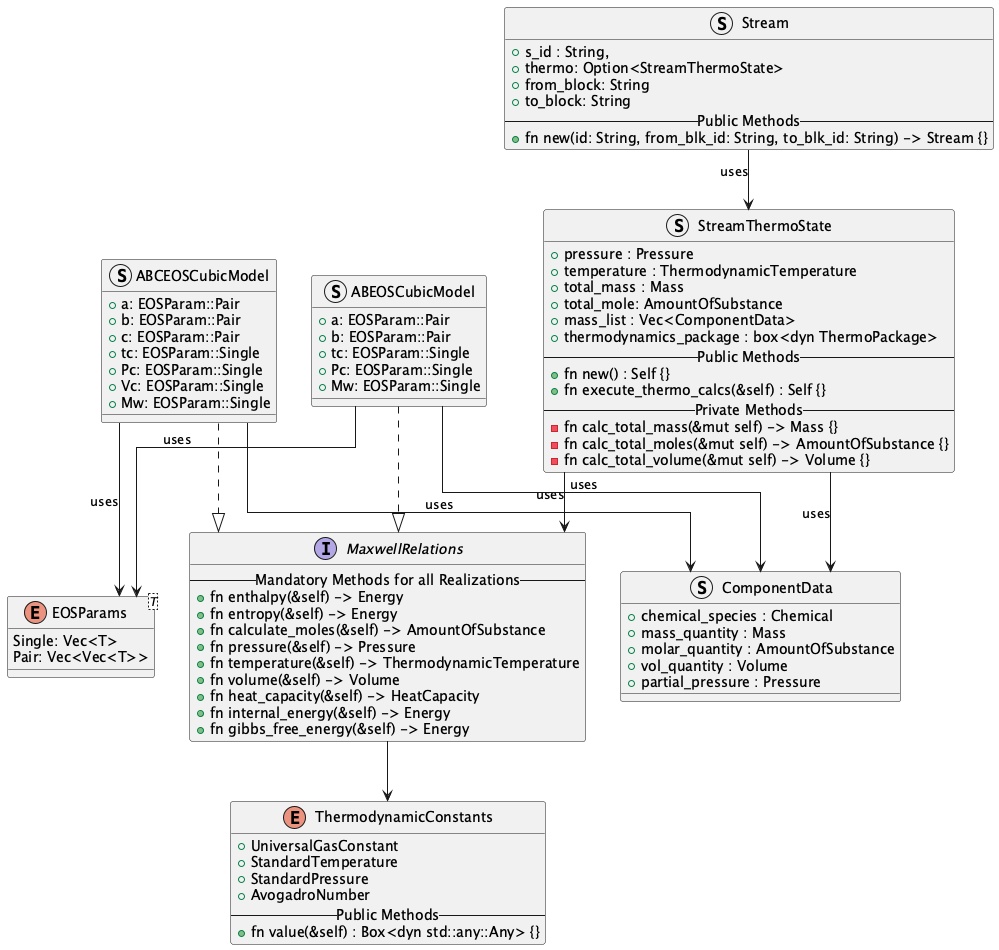 S Stream
s_id : String,
thermo: Option<StreamThermoState>
from_block: String
to_block: String
Public Methods
fn new(id: String, from_blk_id: String, to_blk_id: String) -> Stream {}
uses
S StreamThermoState
pressure : Pressure
temperature : ThermodynamicTemperature
total_mass : Mass
total_mole: AmountOfSubstance
mass_list : Vec<ComponentData>
thermodynamics_package : box<dyn ThermoPackage>
Public Methods
fn new() : Self {}
fn execute_thermo_calcs(&self) : Self {}
Private Methods
fn calc_total_mass(&mut self) -> Mass {}
fn calc_total_moles(&mut self) -> AmountOfSubstance {}
fn calc_total_volume(&mut self) -> Volume {}
S ABCEOSCubicModel
a: EOSParam::Pair
b: EOSParam::Pair
c: EOSParam::Pair
tc: EOSParam::Single
Pc: EOSParam::Single
Vc: EOSParam::Single
Mw: EOSParam::Single
S ABEOSCubicModel
a: EOSParam::Pair
b: EOSParam::Pair
tc: EOSParam::Single
Pc: EOSParam::Single
Mw: EOSParam::Single
uses
uses
uses
uses
uses
uses
I MaxwellRelations
Mandatory Methods for all Realizations
fn enthalpy(&self) -> Energy
fn entropy(&self) -> Energy
fn calculate_moles(&self) -> AmountOfSubstance
fn pressure(&self) -> Pressure
fn temperature(&self) -> ThermodynamicTemperature
fn volume(&self) -> Volume
fn heat_capacity(&self) -> HeatCapacity
fn internal_energy(&self) -> Energy
fn gibbs_free_energy(&self) -> Energy
E EOSParams
T
Single: Vec<T>
Pair: Vec<Vec<T>>
S ComponentData
chemical_species : Chemical
mass_quantity : Mass
molar_quantity : AmountOfSubstance
vol_quantity : Volume
partial_pressure : Pressure
E ThermodynamicConstants
UniversalGasConstant
StandardTemperature
StandardPressure
AvogadroNumber
Public Methods
fn value(&self) : Box<dyn std::any::Any> {}